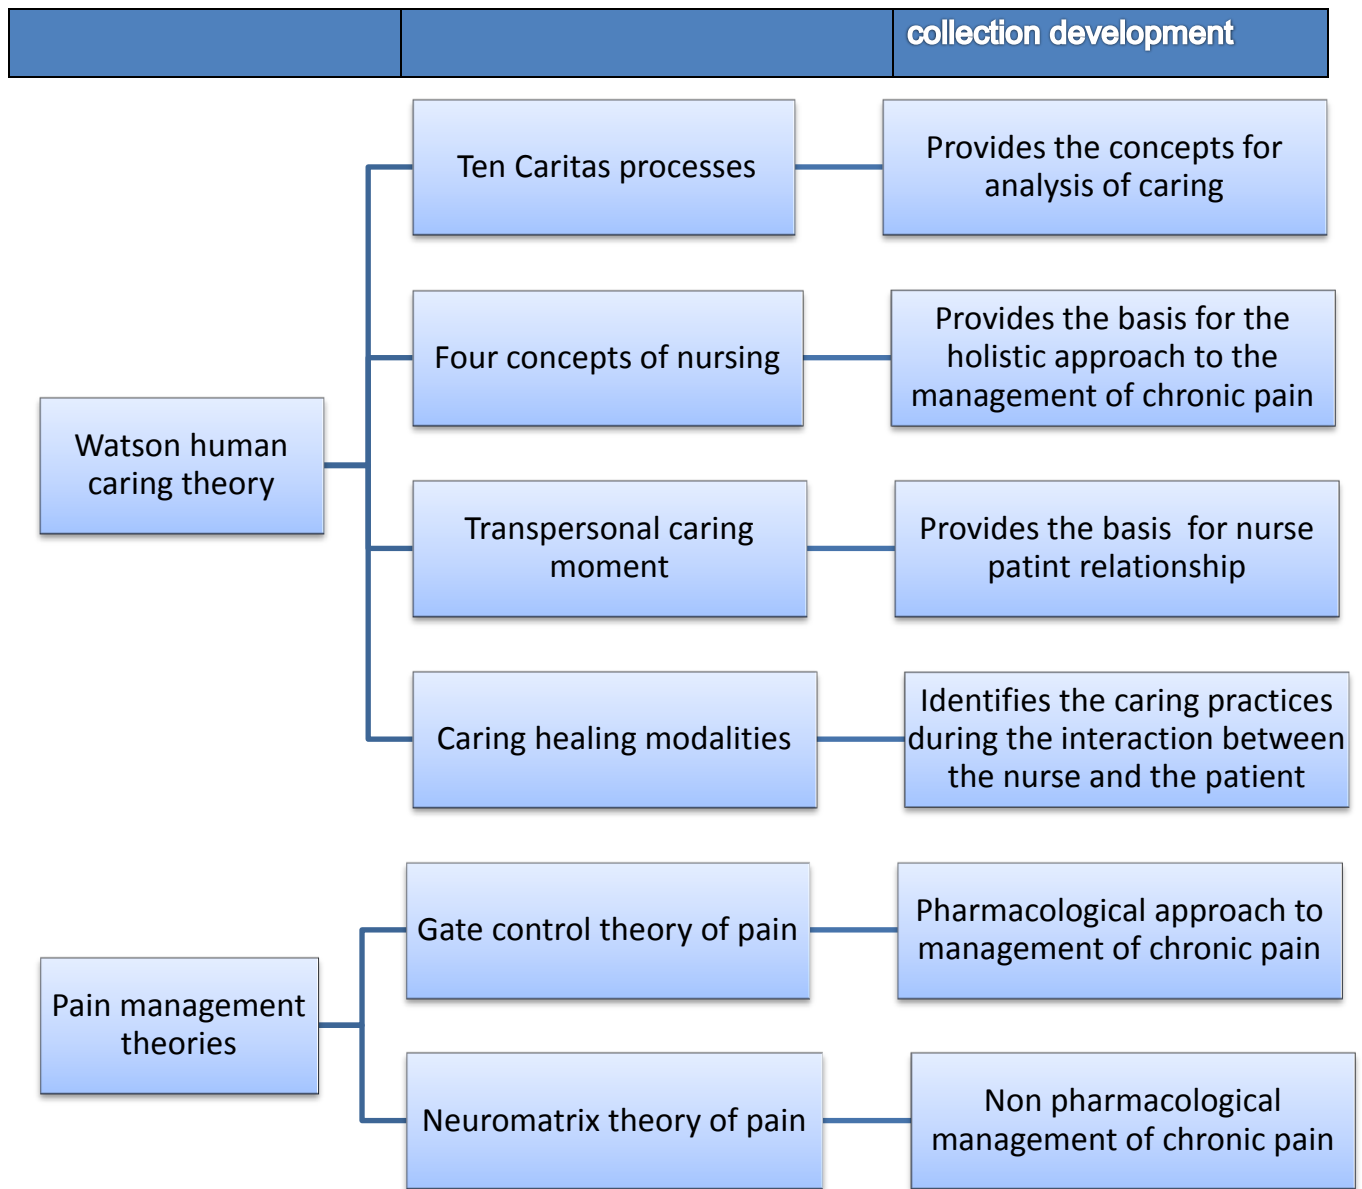 collection development
Ten Caritas processes
Provides the concepts for
analysis of caring
Four concepts of nursing
Provides the basis for the
holistic approach to the
management of chronic pain
Watson human
caring theory
Transpersonal caring
moment
Provides the basis  for nurse
patint relationship
Caring healing modalities
Identifies the caring practices
during the interaction between
the nurse and the patient
Gate control theory of pain
Pharmacological approach to
management of chronic pain
Pain management
theories
Neuromatrix theory of pain
Non pharmacological
management of chronic pain